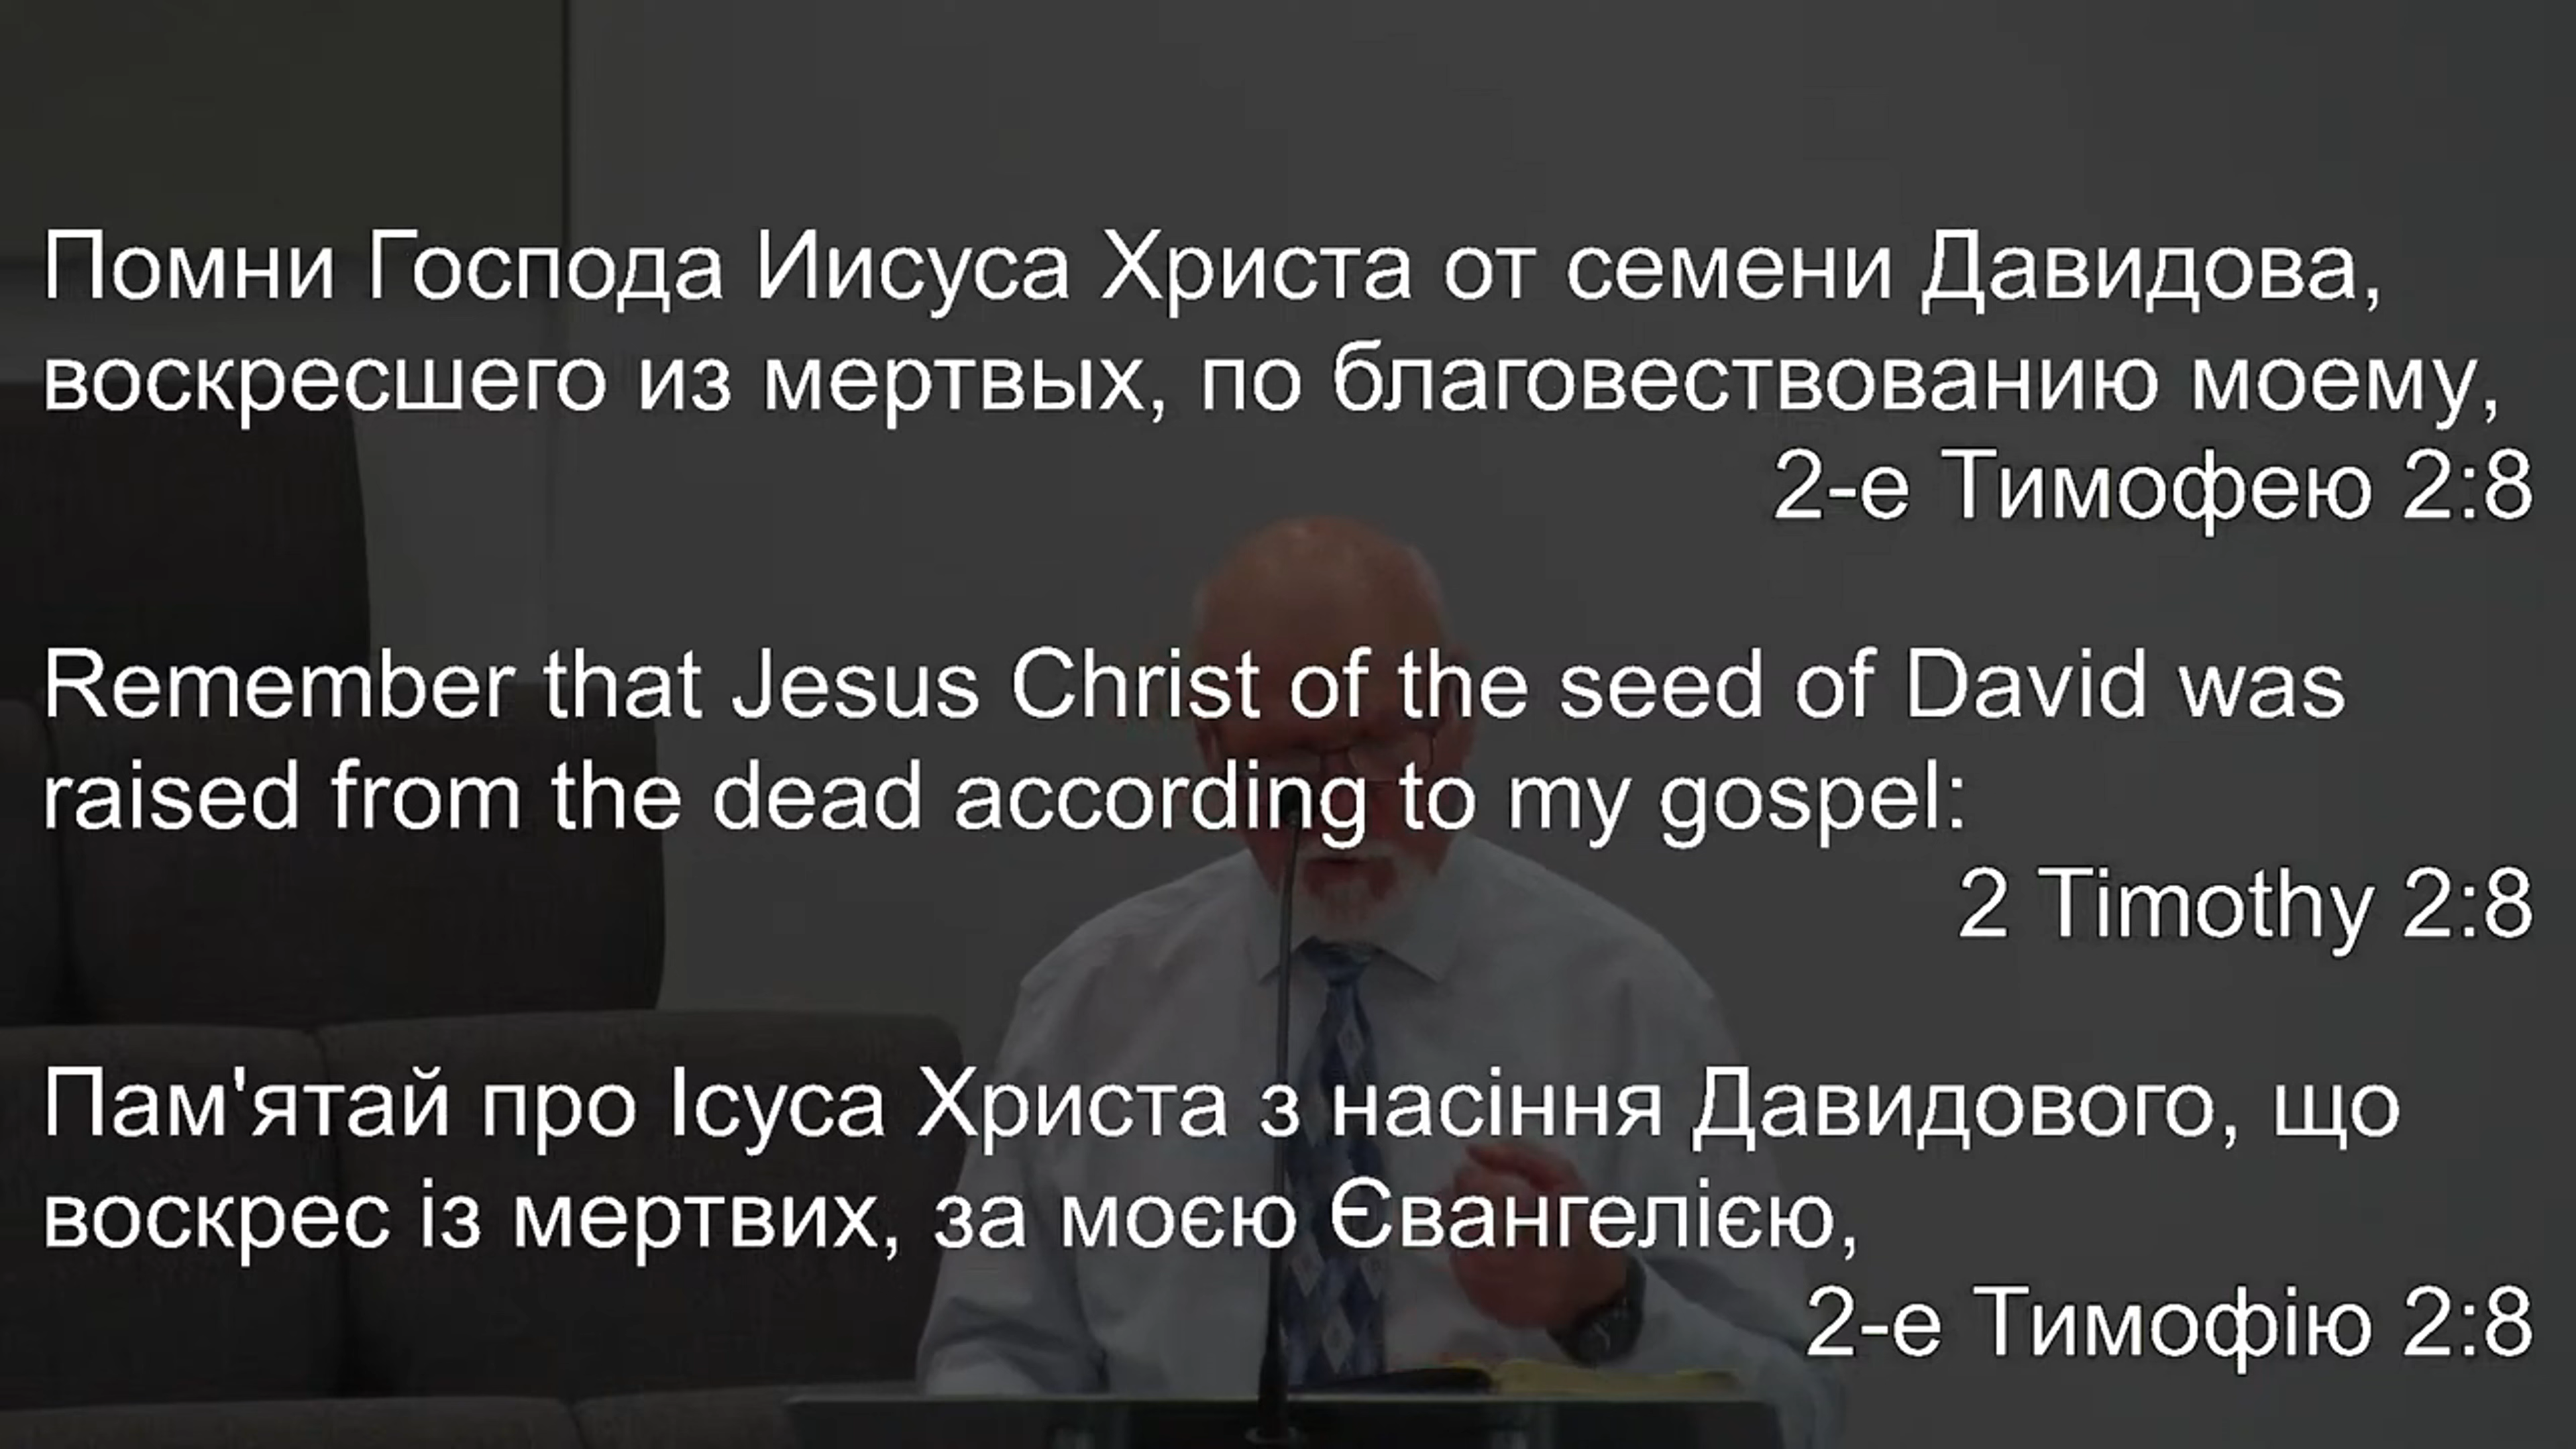 Помни Господа Иисуса Христа от семени Давидова,
воскресшего из мертвых, по благовествованию моему,
2-е Тимофею 2:8
Remember that Jesus Christ of the seed of David was
raised from the dead according to my gospel:
2 Timothy 2:8
Пам'ятай про Ісуса Христа з насіння Давидового, що
воскрес із мертвих, за моєю Євангелією,
2-е Тимофію 2:8